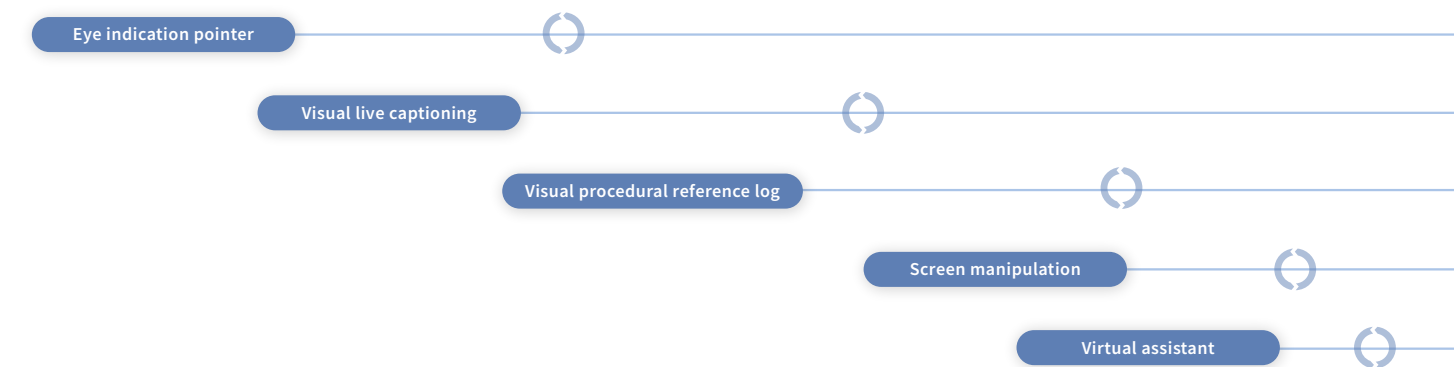 Eye indication pointer
Visual live captioning
Visual procedural reference log
Screen manipulation
Virtual assistant